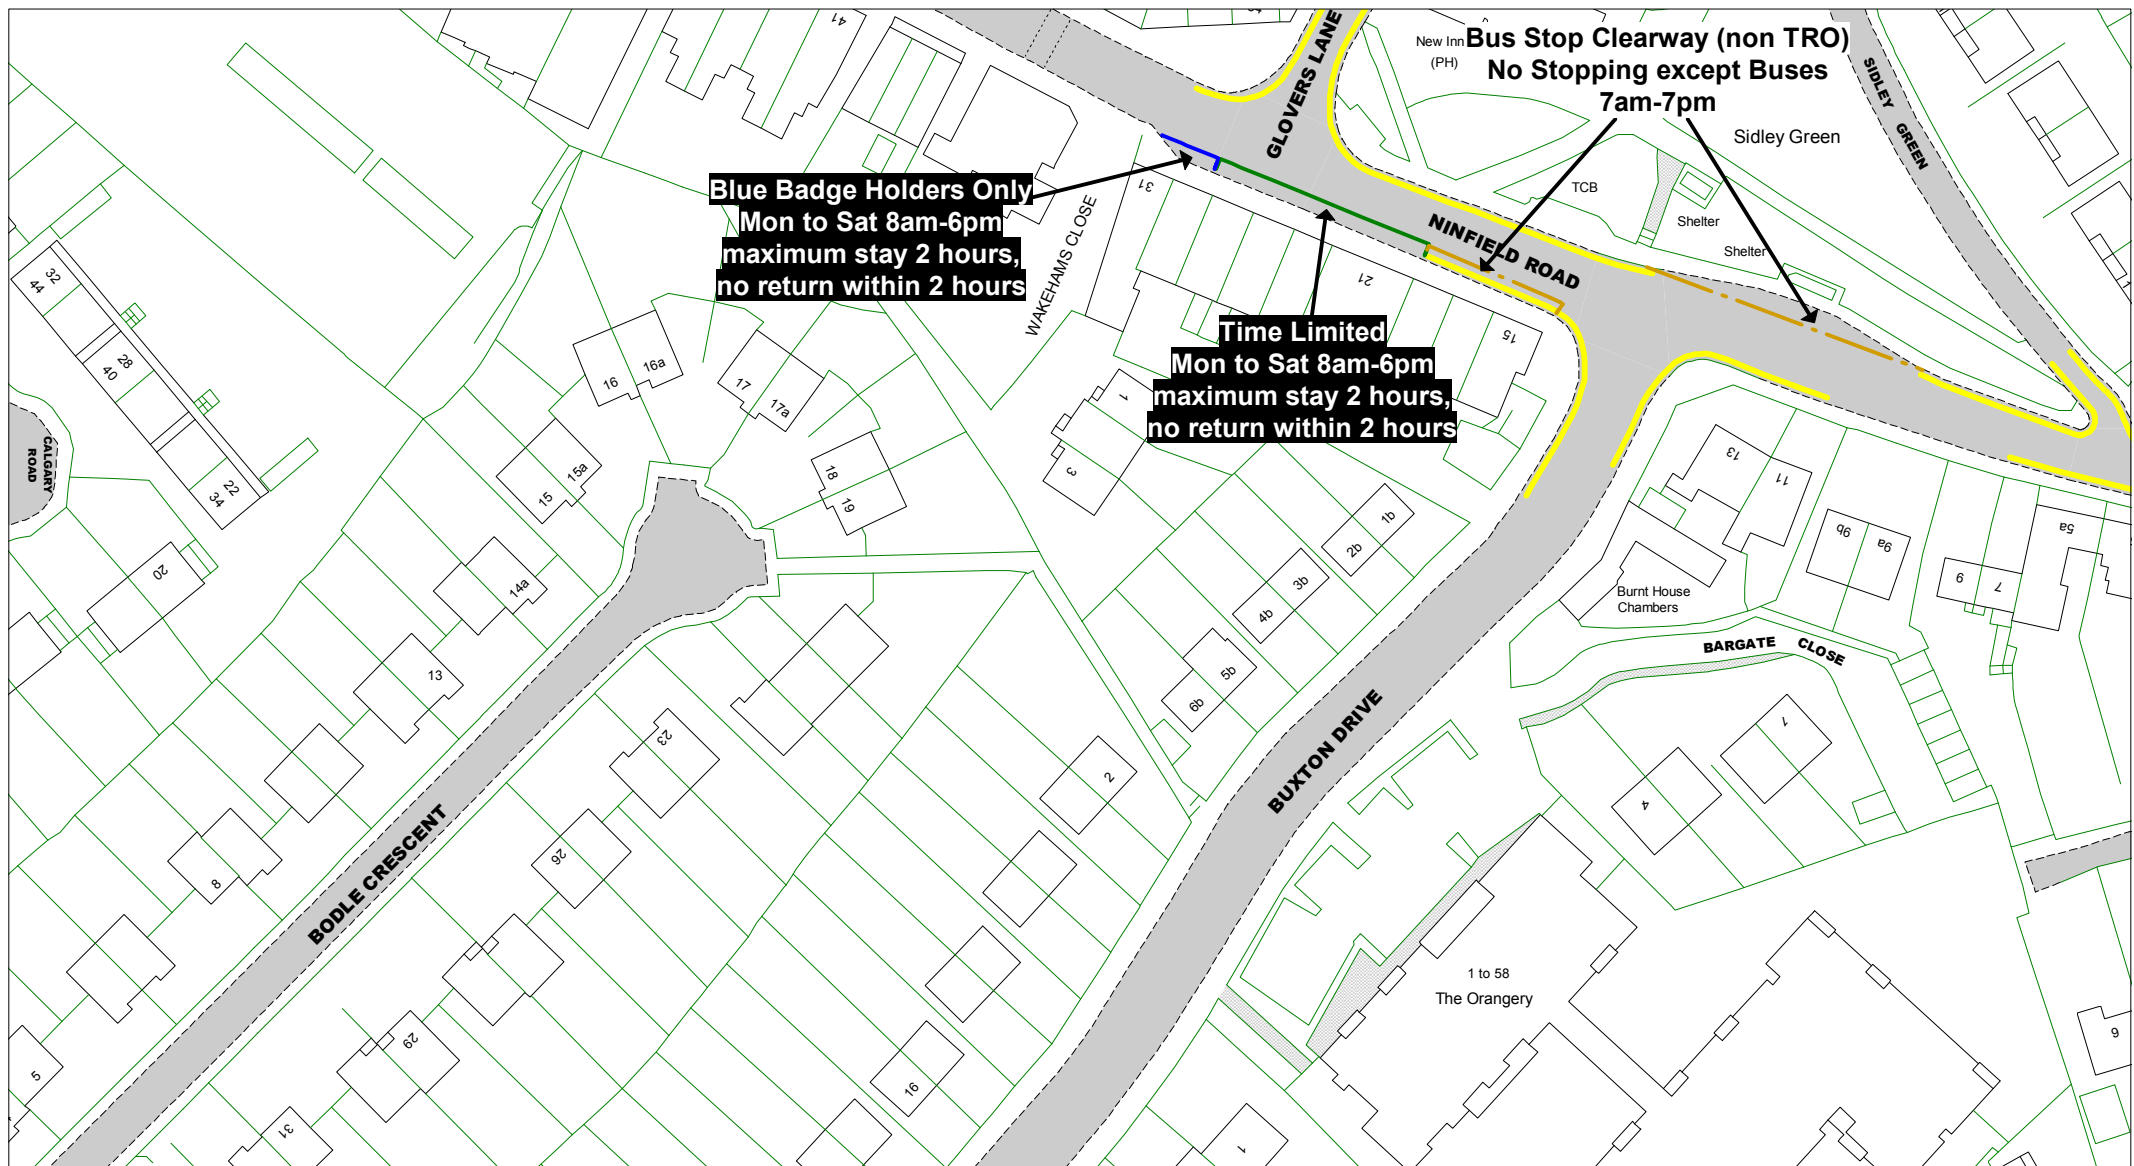 41
GLOVERS LANE
New Inn
(PH)
Bus Stop Clearway (non TRO)
No Stopping except Buses
7am-7pm
SIDLEY GREEN
Sidley Green
TCB
Shelter
Shelter
Blue Badge Holders Only
Mon to Sat 8am-6pm
maximum stay 2 hours,
no return within 2 hours
31
WAKEHAMS CLOSE
NINFIELD ROAD
21
15
Time Limited
Mon to Sat 8am-6pm
maximum stay 2 hours,
no return within 2 hours
32
44
28
40
22
34
CALGARY
ROAD
16
16a
17
17a
1
3
18
19
15
15a
14a
20
13
13
11
9b
9a
5a
9
7
1b
2b
3b
4b
5b
6b
Burnt House
Chambers
BARGATE CLOSE
BUXTON DRIVE
23
2
1
4
26
8
BODLE CRESCENT
1 to 58
The Orangery
29
5
16
31
1
6